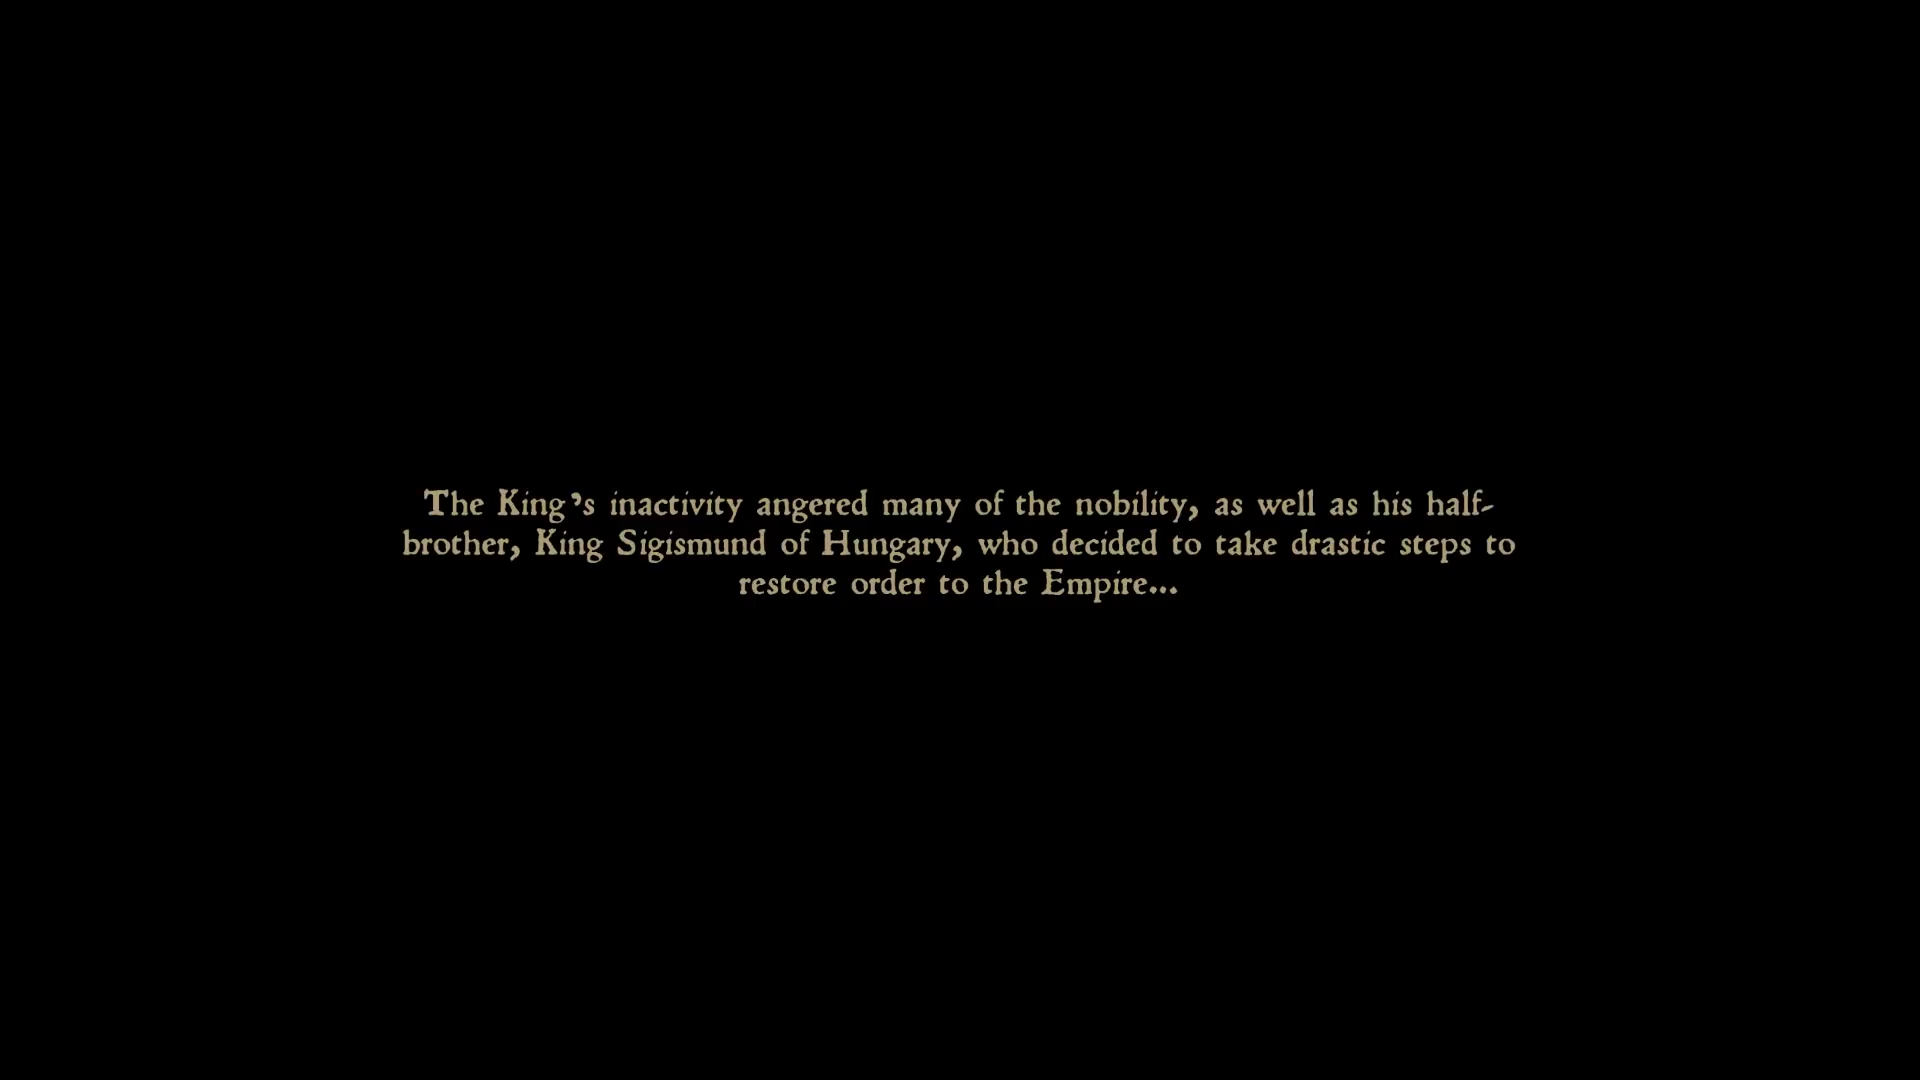 The King's inactivity angered many of the nobility, as well as his half-
brother, King Sigismund of Hungary, who decided to take drastic steps to
restore order to the Empire...